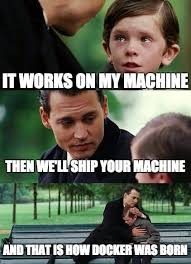 IT WORKS ON MY MACHINE
THEN WE'LL SHIP YOUR MACHINE
AND THAT IS HOW DOCKER WAS BORN